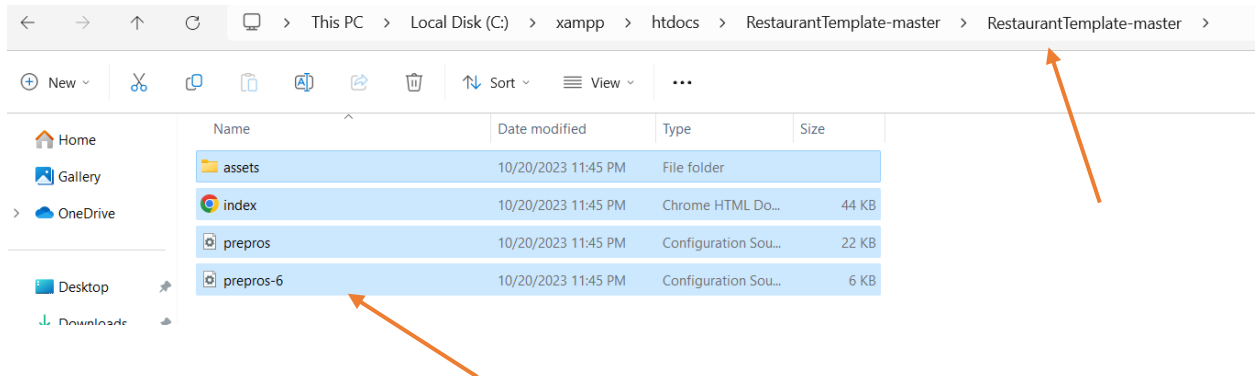 This PC > Local Disk (C:) > xampp > htdocs > RestaurantTemplate-master > RestaurantTemplate-master >
New Sort View ...
Name Date modified Type Size
Home
Gallery
OneDrive
Desktop
Downloads
assets 10/20/2023 11:45 PM File folder
index 10/20/2023 11:45 PM Chrome HTML Do... 44 KB
prepros 10/20/2023 11:45 PM Configuration Sou... 22 KB
prepros-6 10/20/2023 11:45 PM Configuration Sou... 6 KB